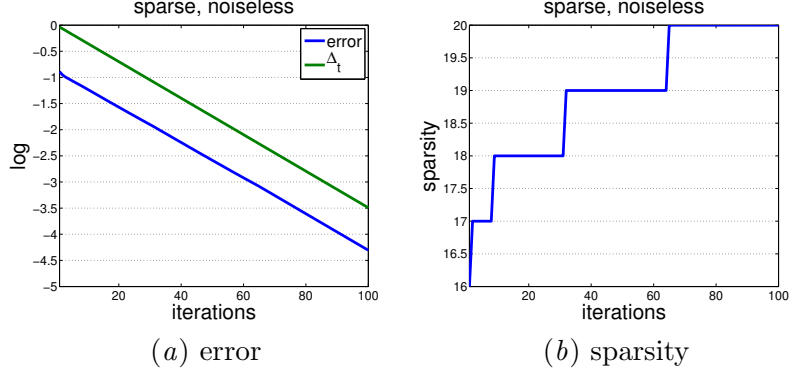 sparse, noiseless
0
−0.5
−1
−1.5
−2
−2.5
−3
−3.5
−4
−4.5
−5
log
error
Δt
20 40 60 80 100
iterations
(a) error
sparse, noiseless
20
19.5
19
18.5
18
17.5
17
16.5
16
sparsity
20 40 60 80 100
iterations
(b) sparsity